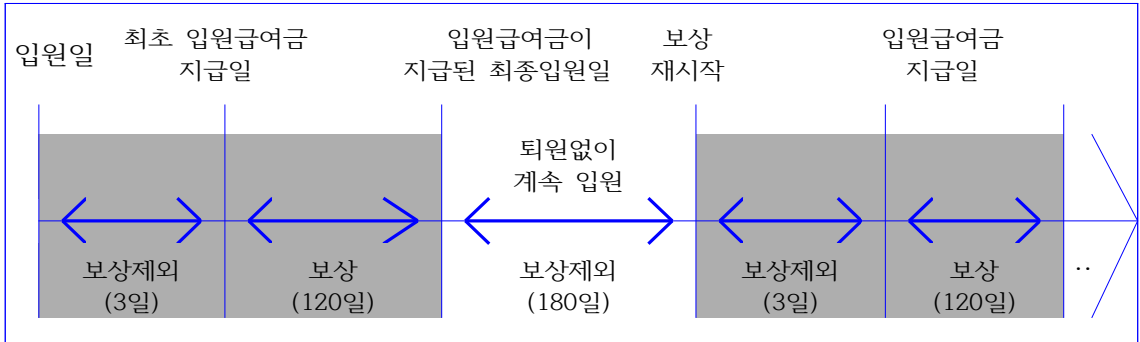 입원일
최초 입원급여금
지급일
입원급여금이
지급된 최종입원일
보상
재시작
입원급여금
지급일
퇴원없이
계속 입원
보상제외
(3일)
보상
(120일)
보상제외
(180일)
보상제외
(3일)
보상
(120일)
··